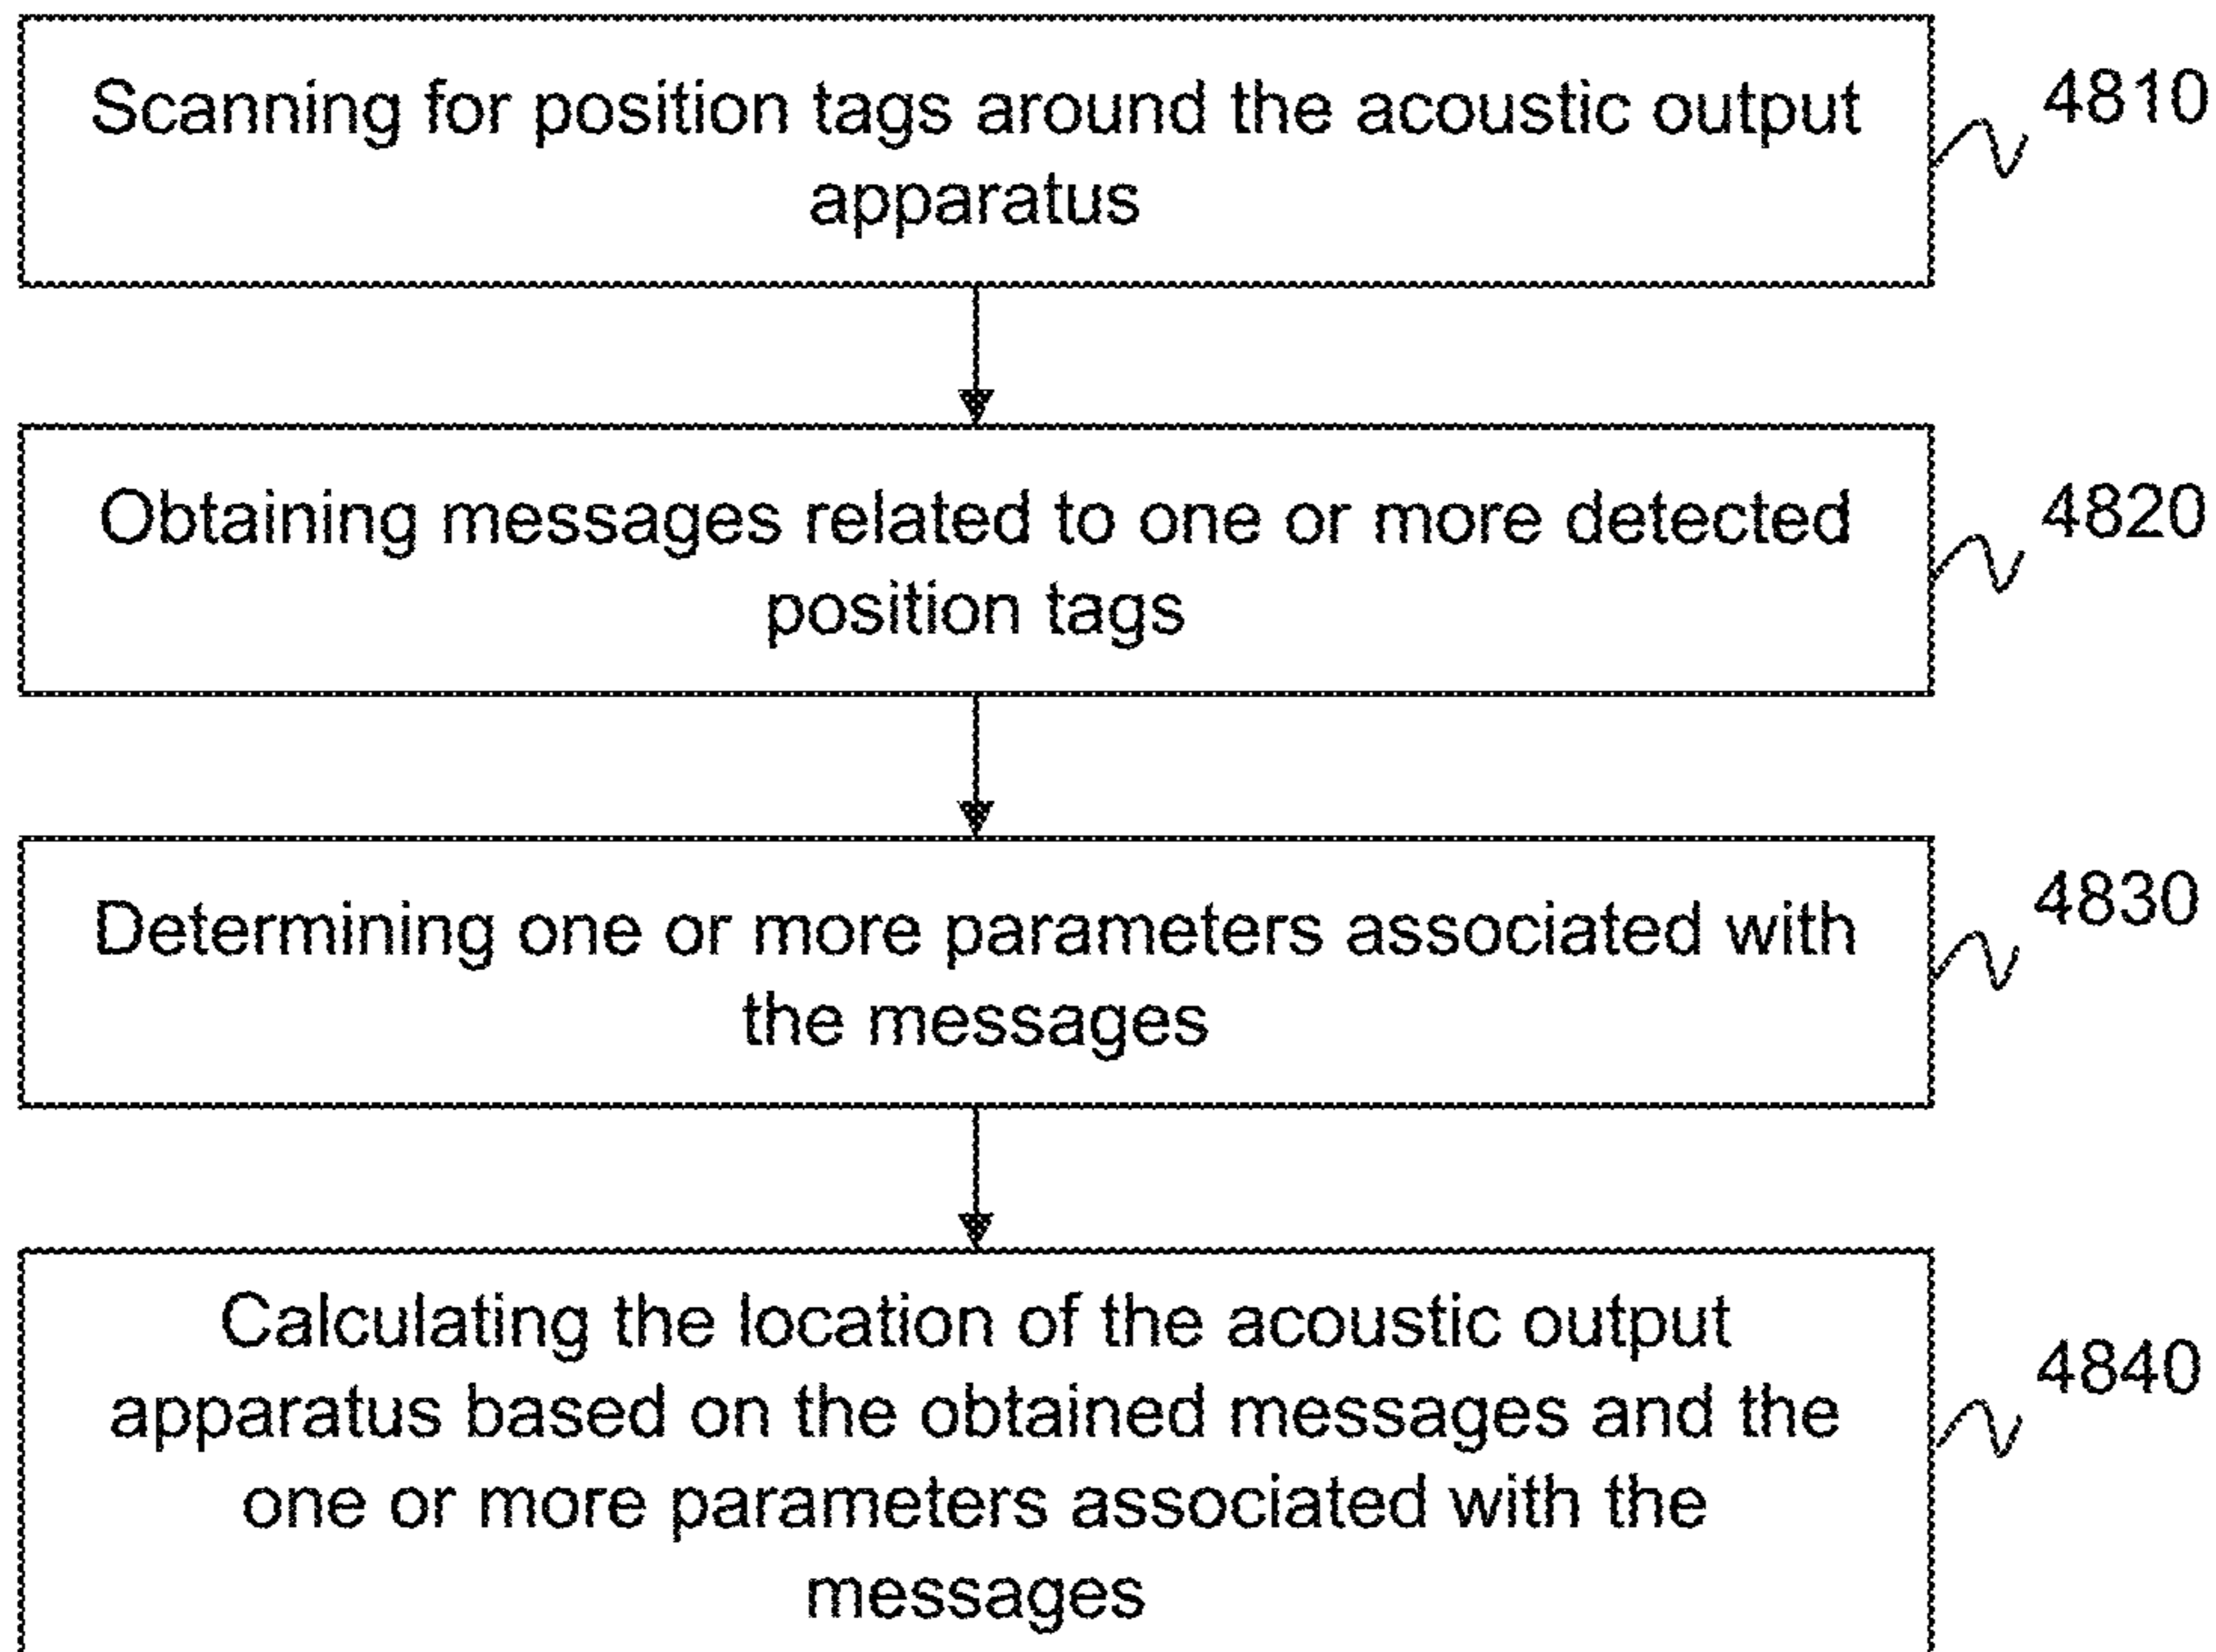 Scanning for position tags around the acoustic output
apparatus
4810
Obtaining messages related to one or more detected
position tags
4820
Determining one or more parameters associated with
the messages
4830
Calculating the location of the acoustic output
apparatus based on the obtained messages and the
one or more parameters associated with the
messages
4840